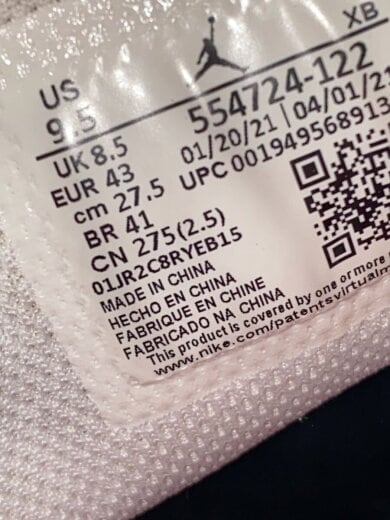 XB
US
9.5
554724-122
UK 8.5
01/20/21 | 04/01/21
EUR 43
UPC 001949568913
cm 27.5
BR 41
CN 275(2.5)
01JR2C8RYEB15
MADE IN CHINA
HECHO EN CHINA
FABRIQUE EN CHINE
FABRICADO NA CHINA
This product is covered by one or more
www.nike.com/patentsvirtualm